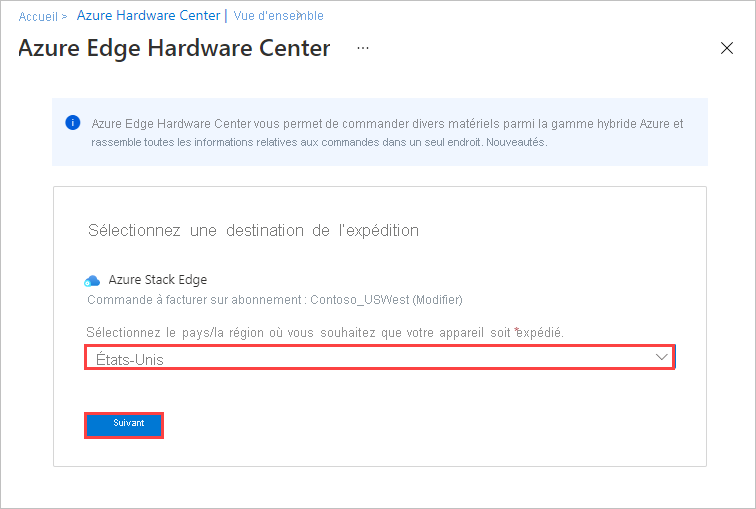 Accueil > Azure Hardware Center | Vue d'ensemble
Azure Edge Hardware Center ...
Azure Edge Hardware Center vous permet de commander divers matériels parmi la gamme hybride Azure et
rassemble toutes les informations relatives aux commandes dans un seul endroit. Nouveautés.
Sélectionnez une destination de l'expédition
Azure Stack Edge
Commande à facturer sur abonnement : Contoso_USWest (Modifier)
Sélectionnez le pays/la région où vous souhaitez que votre appareil soit *expédié.
États-Unis
Suivant